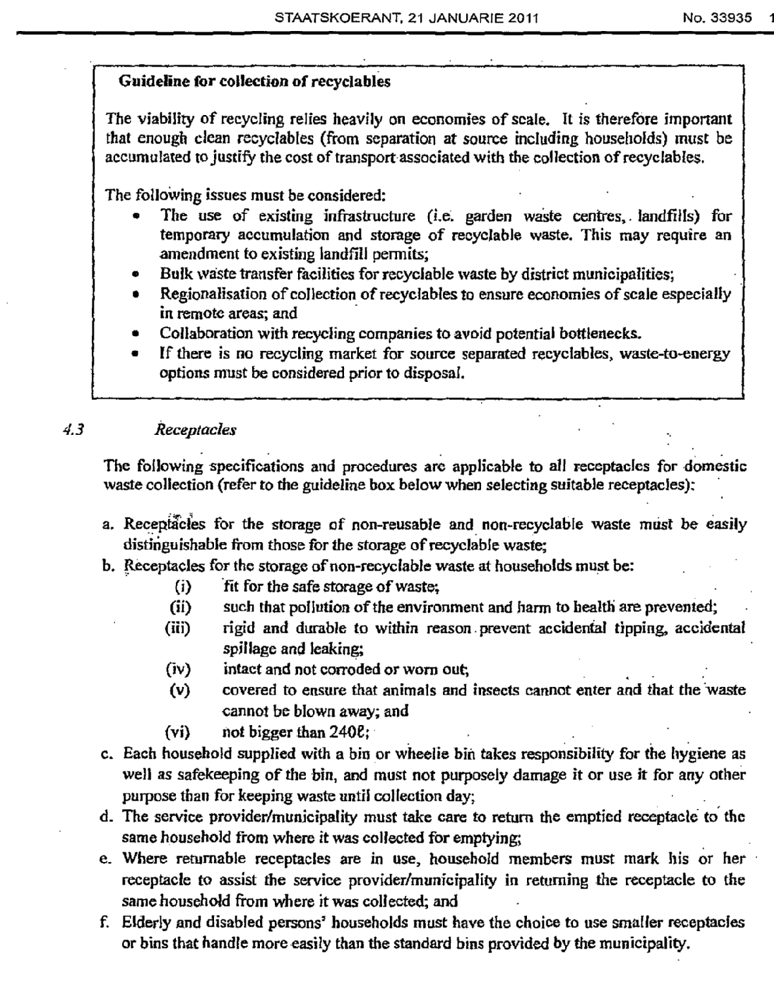 STAATSKOERANT, 21 JANUARIE 2011 No. 33935 1
Guideline for collection of recyclables
The viability of recycling relies heavily on economies of scale. It is therefore important
that enough clean recyclables (from separation at source including households) must be
accumulated to justify the cost of transport associated with the collection of recyclables.
The following issues must be considered:
• The use of existing infrastructure (i.e. garden waste centres, landfills) for
temporary accumulation and storage of recyclable waste. This may require an
amendment to existing landfill permits;
• Bulk waste transfer facilities for recyclable waste by district municipalities;
• Regionalisation of collection of recyclables to ensure economies of scale especially
in remote areas; and
• Collaboration with recycling companies to avoid potential bottlenecks.
• If there is no recycling market for source separated recyclables, waste-to-energy
options must be considered prior to disposal.
4.3 Receptacles
The following specifications and procedures are applicable to all receptacles for domestic
waste collection (refer to the guideline box below when selecting suitable receptacles):
a. Receptacles for the storage of non-reusable and non-recyclable waste must be easily
distinguishable from those for the storage of recyclable waste;
b. Receptacles for the storage of non-recyclable waste at households must be:
(i) fit for the safe storage of waste;
(ii) such that pollution of the environment and harm to health are prevented;
(iii) rigid and durable to within reason prevent accidental tipping, accidental
spillage and leaking;
(iv) intact and not corroded or worn out;
(v) covered to ensure that animals and insects cannot enter and that the waste
cannot be blown away; and
(vi) not bigger than 240ℓ;
c. Each household supplied with a bin or wheelie bin takes responsibility for the hygiene as
well as safekeeping of the bin, and must not purposely damage it or use it for any other
purpose than for keeping waste until collection day;
d. The service provider/municipality must take care to return the emptied receptacle to the
same household from where it was collected for emptying;
e. Where returnable receptacles are in use, household members must mark his or her
receptacle to assist the service provider/municipality in returning the receptacle to the
same household from where it was collected; and
f. Elderly and disabled persons' households must have the choice to use smaller receptacles
or bins that handle more easily than the standard bins provided by the municipality.